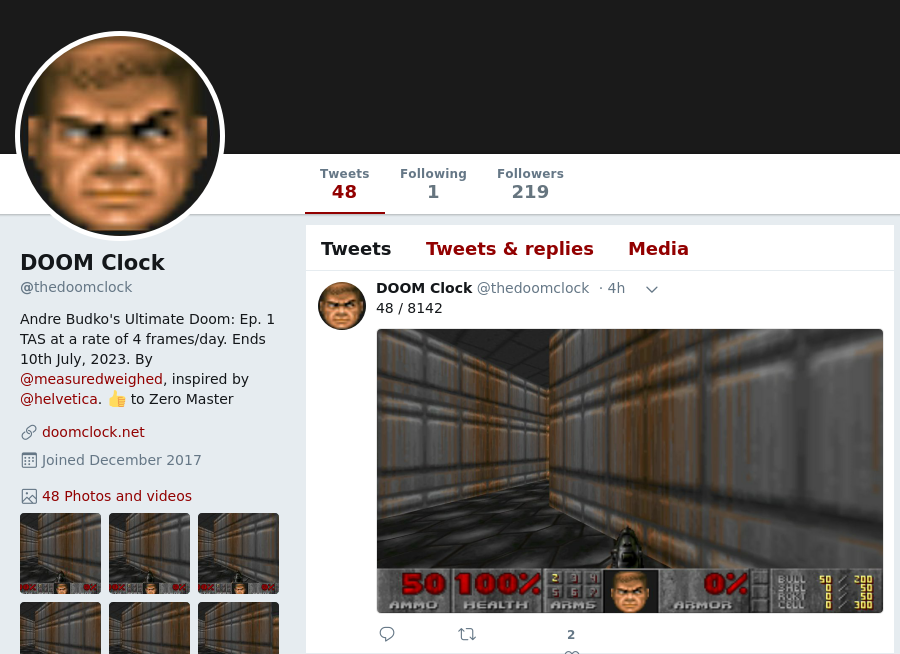 Tweets
48
Following
1
Followers
219
DOOM Clock
@thedoomclock
Andre Budko's Ultimate Doom: Ep. 1
TAS at a rate of 4 frames/day. Ends
10th July, 2023. By
@measuredweighed, inspired by
@helvetica. 👍 to Zero Master
doomclock.net
Joined December 2017
48 Photos and videos
Tweets Tweets & replies Media
DOOM Clock @thedoomclock · 4h
48 / 8142
50 100% 2 3 4 0% BULL 50 / 200
5 6 7 SHEL 0 / 50
AMMO HEALTH ARMS ARMOR RCKT 0 / 50
CELL 0 / 300
2